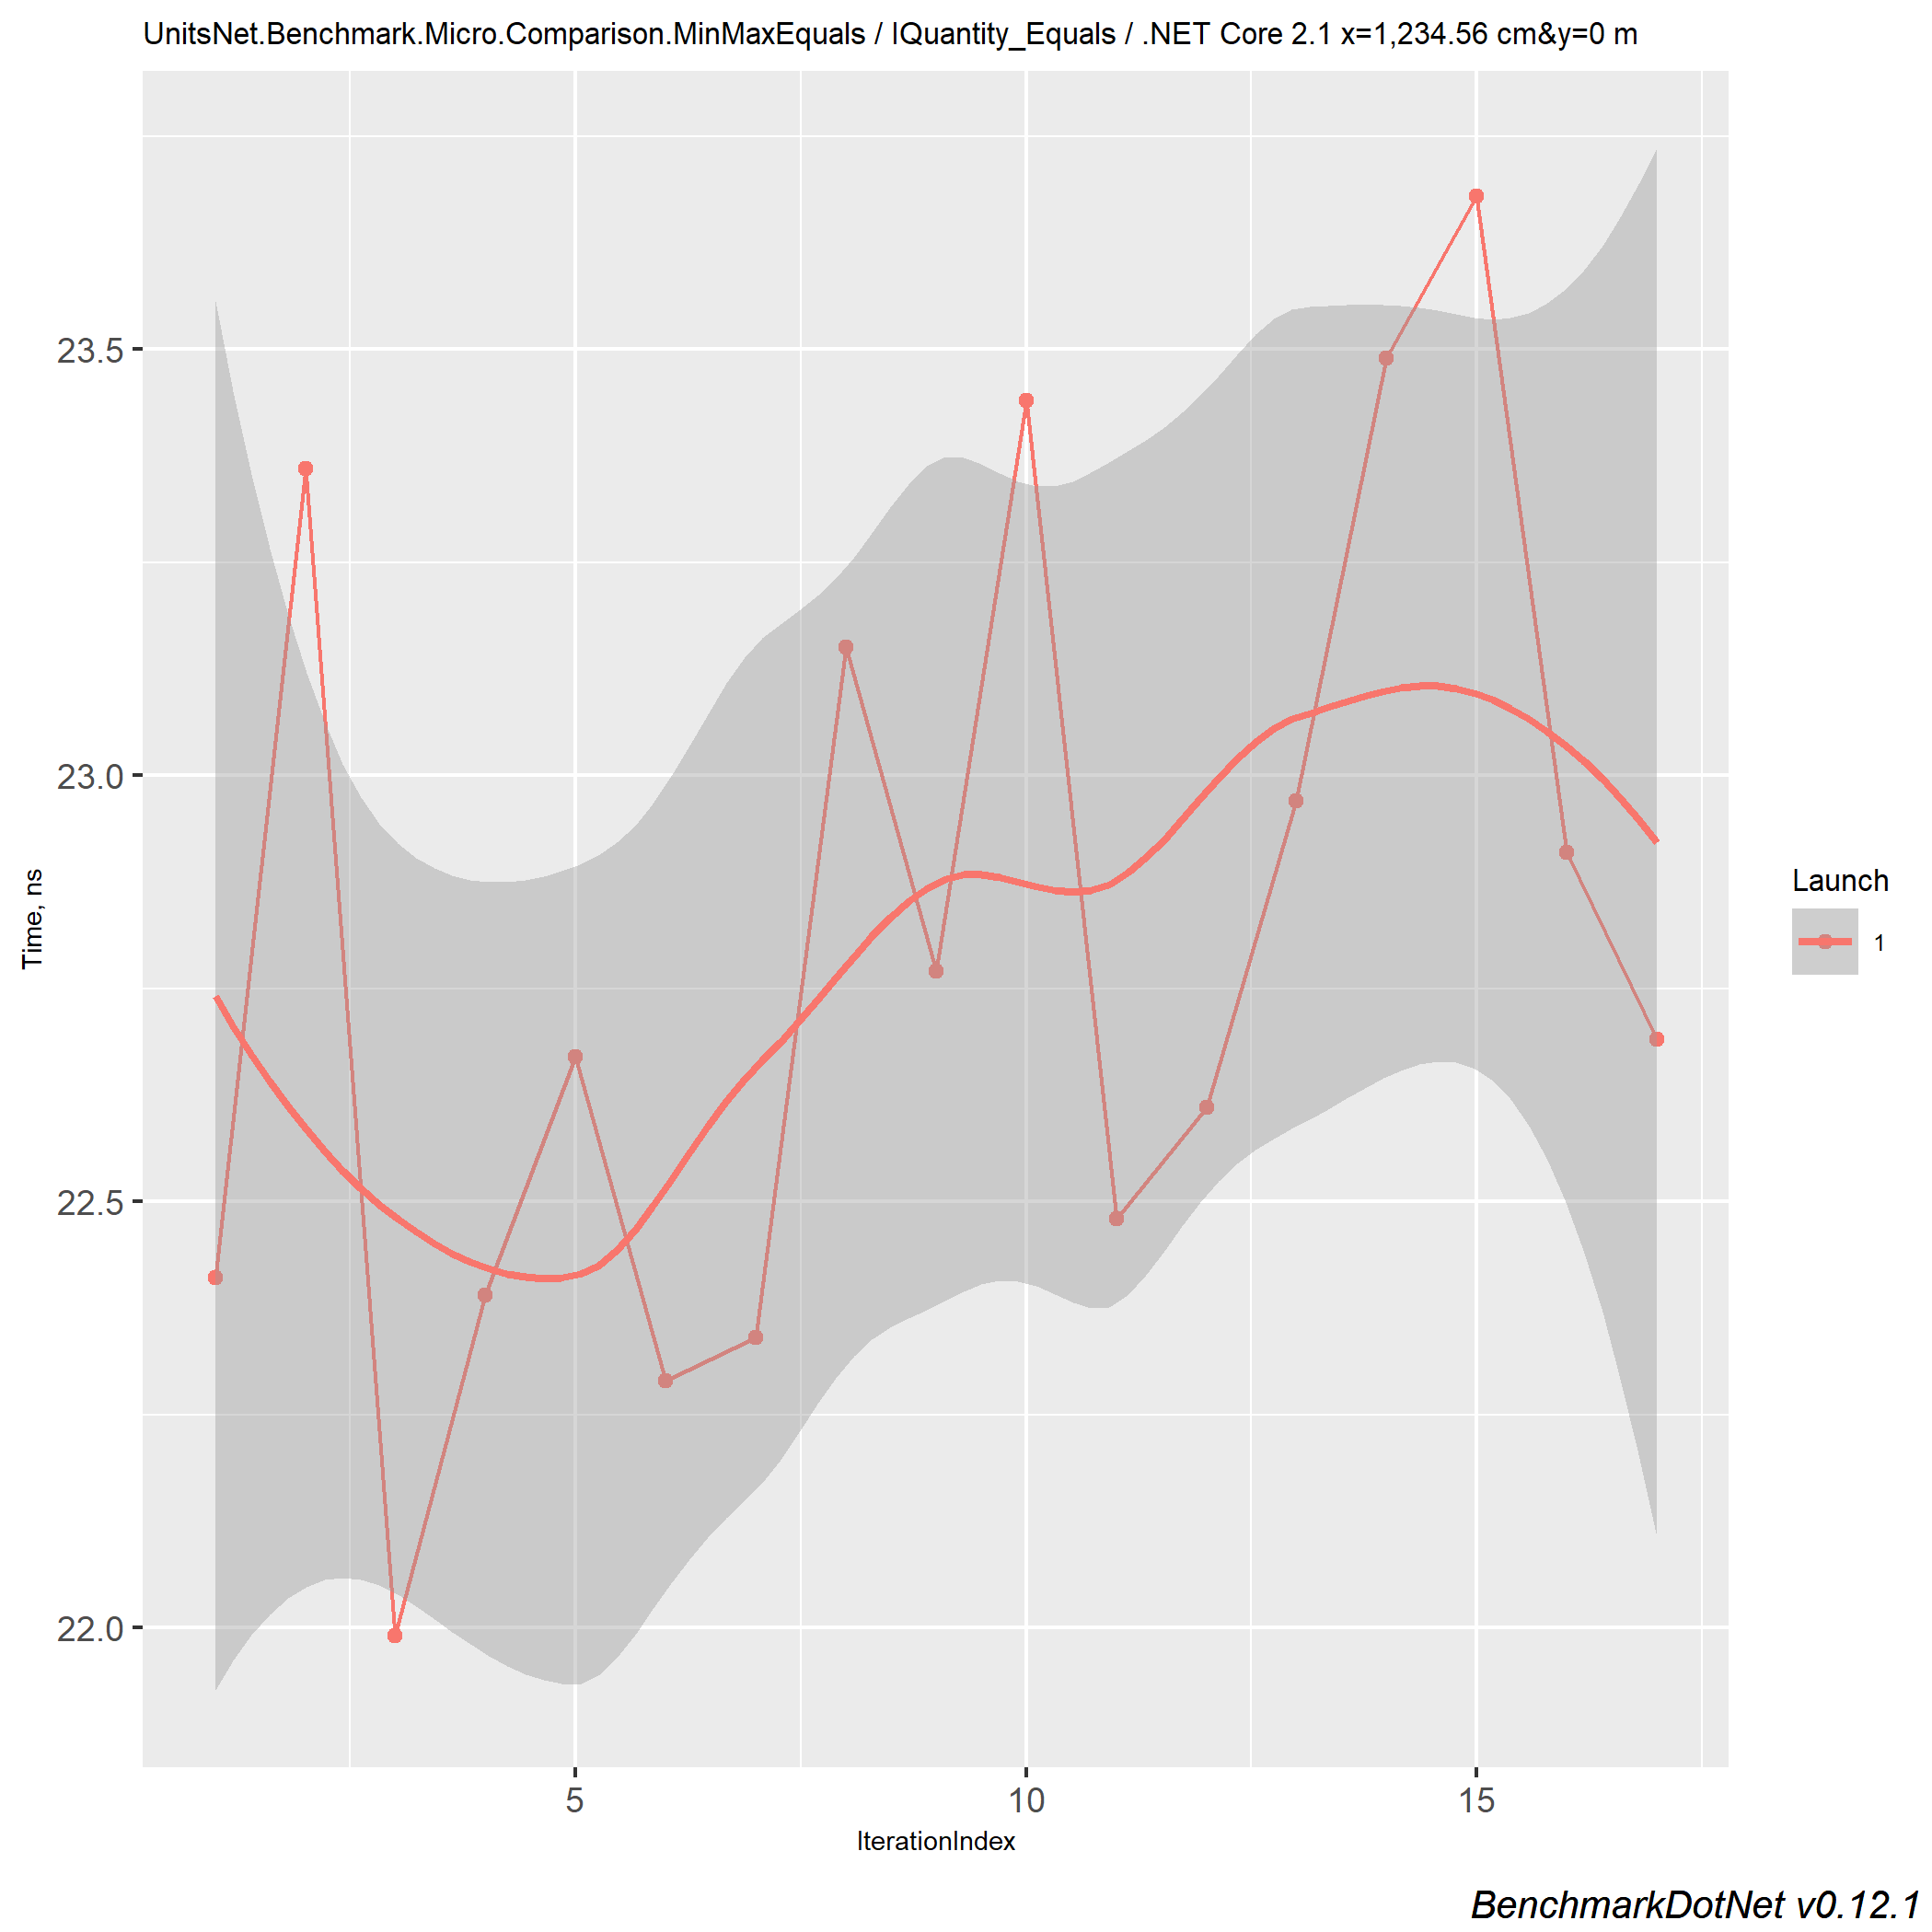 UnitsNet.Benchmark.Micro.Comparison.MinMaxEquals / IQuantity_Equals / .NET Core 2.1 x=1,234.56 cm&y=0 m
23.5
23.0
22.5
22.0
Time, ns
5
10
15
IterationIndex
Launch
1
BenchmarkDotNet v0.12.1